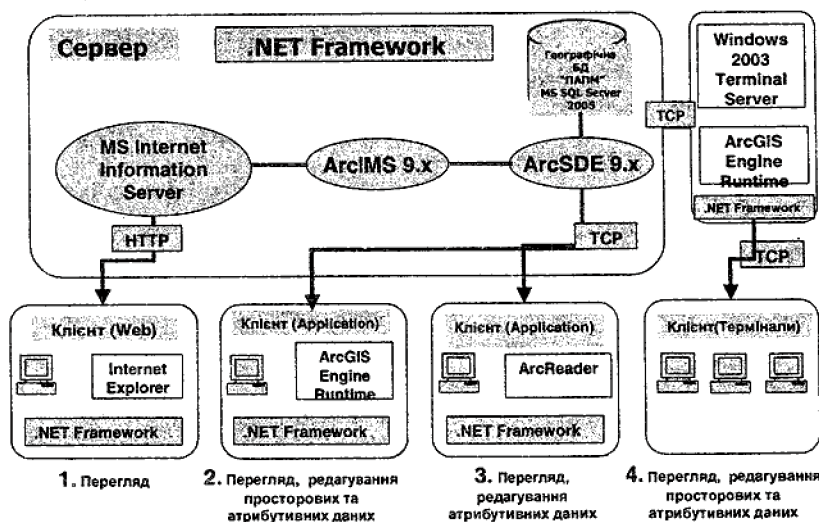 Сервер
.NET Framework
Географічна
БД
"ПАПМ"
MS SQL Server
2005
Windows
2003
Terminal
Server
TCP
MS Internet
Information
Server
ArcIMS 9.x
ArcSDE 9.x
ArcGIS
Engine
Runtime
.NET Framework
HTTP
TCP
TCP
Клієнт (Web)
Internet
Explorer
.NET Framework
Клієнт (Application)
ArcGIS
Engine
Runtime
.NET Framework
Клієнт (Application)
ArcReader
.NET Framework
Клієнт(Термінали)
1. Перегляд
2. Перегляд, редагування
просторових та
атрибутивних даних
3. Перегляд,
редагування
атрибутивних даних
4. Перегляд, редагування
просторових та
атрибутивних даних